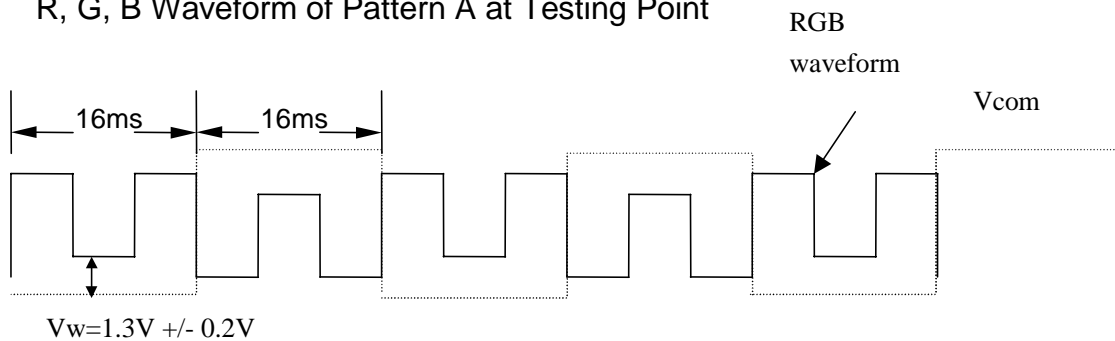 R, G, B Waveform of Pattern A at Testing Point
RGB
waveform
Vcom
16ms
16ms
Vw=1.3V +/- 0.2V